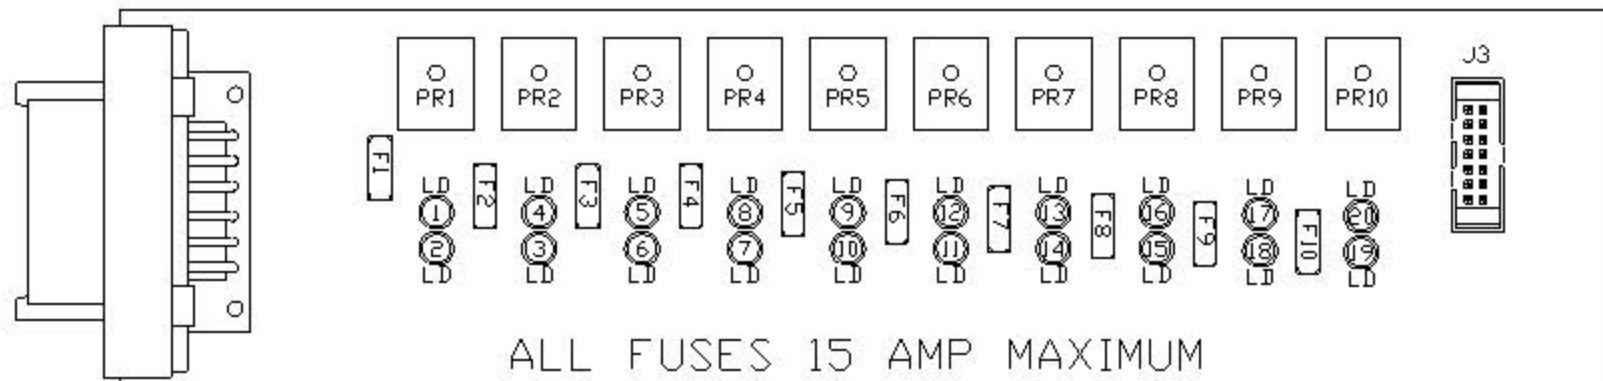 J3
PR1 PR2 PR3 PR4 PR5 PR6 PR7 PR8 PR9 PR10
F1 F2 F3 F4 F5 F6 F7 F8 F9 F10
LD LD LD LD LD LD LD LD LD LD
1 4 5 8 9 12 13 16 17 20
2 3 6 7 10 11 14 15 18 19
LD LD LD LD LD LD LD LD LD LD
ALL FUSES 15 AMP MAXIMUM